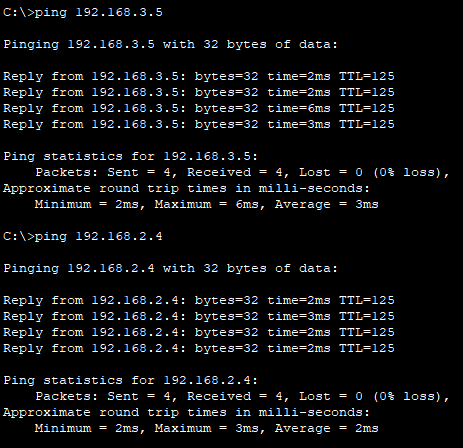 C:\>ping 192.168.3.5
Pinging 192.168.3.5 with 32 bytes of data:
Reply from 192.168.3.5: bytes=32 time=2ms TTL=125
Reply from 192.168.3.5: bytes=32 time=2ms TTL=125
Reply from 192.168.3.5: bytes=32 time=6ms TTL=125
Reply from 192.168.3.5: bytes=32 time=3ms TTL=125
Ping statistics for 192.168.3.5:
    Packets: Sent = 4, Received = 4, Lost = 0 (0% loss),
Approximate round trip times in milli-seconds:
    Minimum = 2ms, Maximum = 6ms, Average = 3ms
C:\>ping 192.168.2.4
Pinging 192.168.2.4 with 32 bytes of data:
Reply from 192.168.2.4: bytes=32 time=2ms TTL=125
Reply from 192.168.2.4: bytes=32 time=3ms TTL=125
Reply from 192.168.2.4: bytes=32 time=2ms TTL=125
Reply from 192.168.2.4: bytes=32 time=2ms TTL=125
Ping statistics for 192.168.2.4:
    Packets: Sent = 4, Received = 4, Lost = 0 (0% loss),
Approximate round trip times in milli-seconds:
    Minimum = 2ms, Maximum = 3ms, Average = 2ms